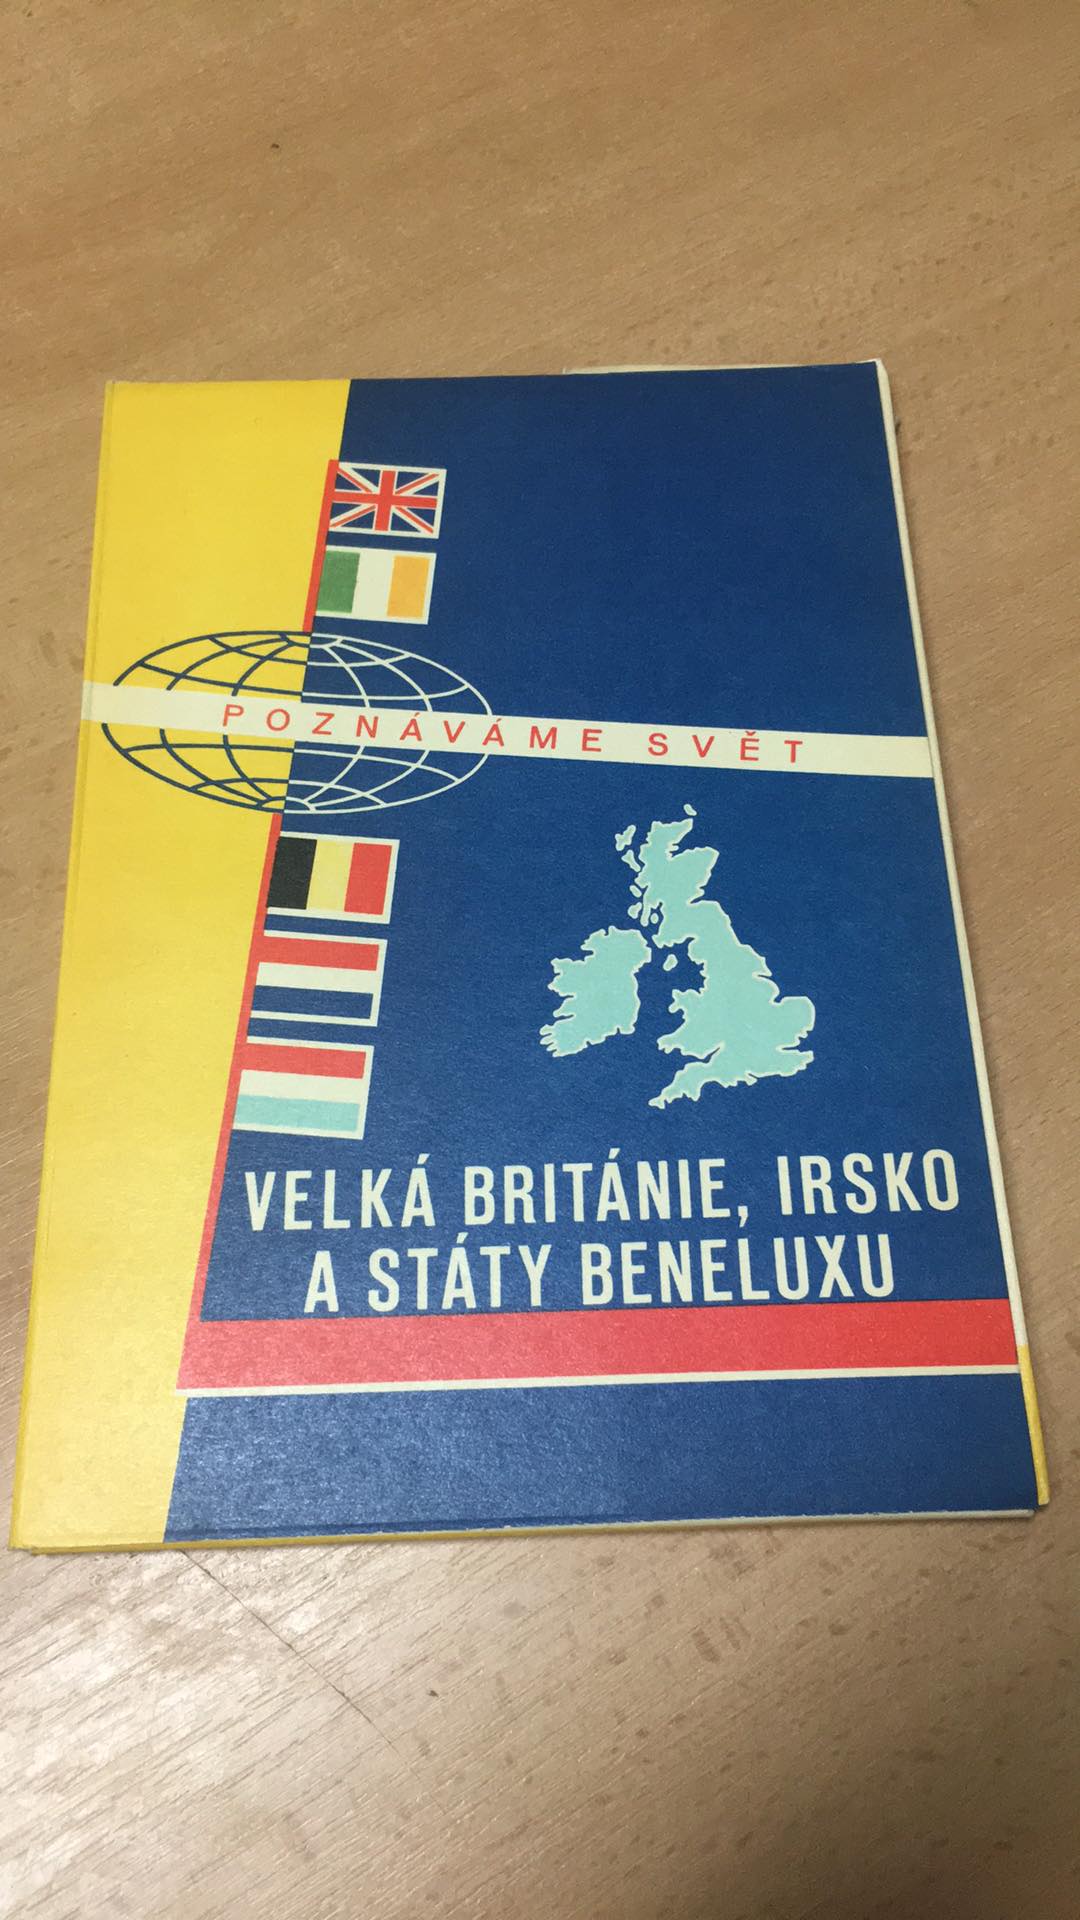 POZNÁVÁME SVĚT
VELKÁ BRITÁNIE, IRSKO
A STÁTY BENELUXU